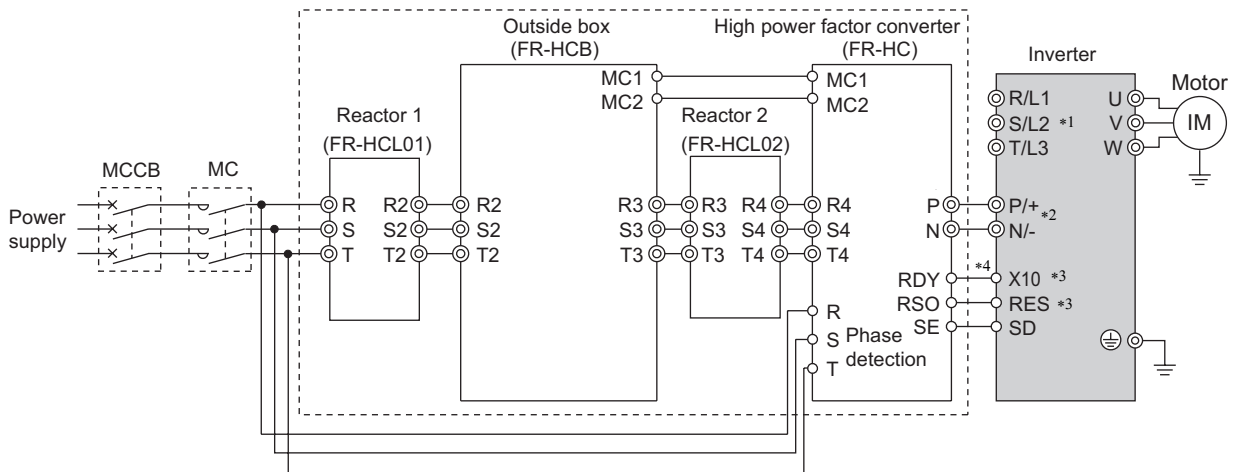 Outside box
(FR-HCB)
High power factor converter
(FR-HC)
Inverter
Motor
MC1
MC2
MC1
MC2
R/L1
S/L2 *1
T/L3
U
V
W
IM
Reactor 1
(FR-HCL01)
Reactor 2
(FR-HCL02)
MCCB
MC
Power
supply
R R2 R2 R3 R3 R4 R4 P P/+
S S2 S2 S3 S3 S4 S4 N N/- *2
T T2 T2 T3 T3 T4 T4
RDY *4 X10 *3
RSO RES *3
SE SD
R
S Phase
detection
T